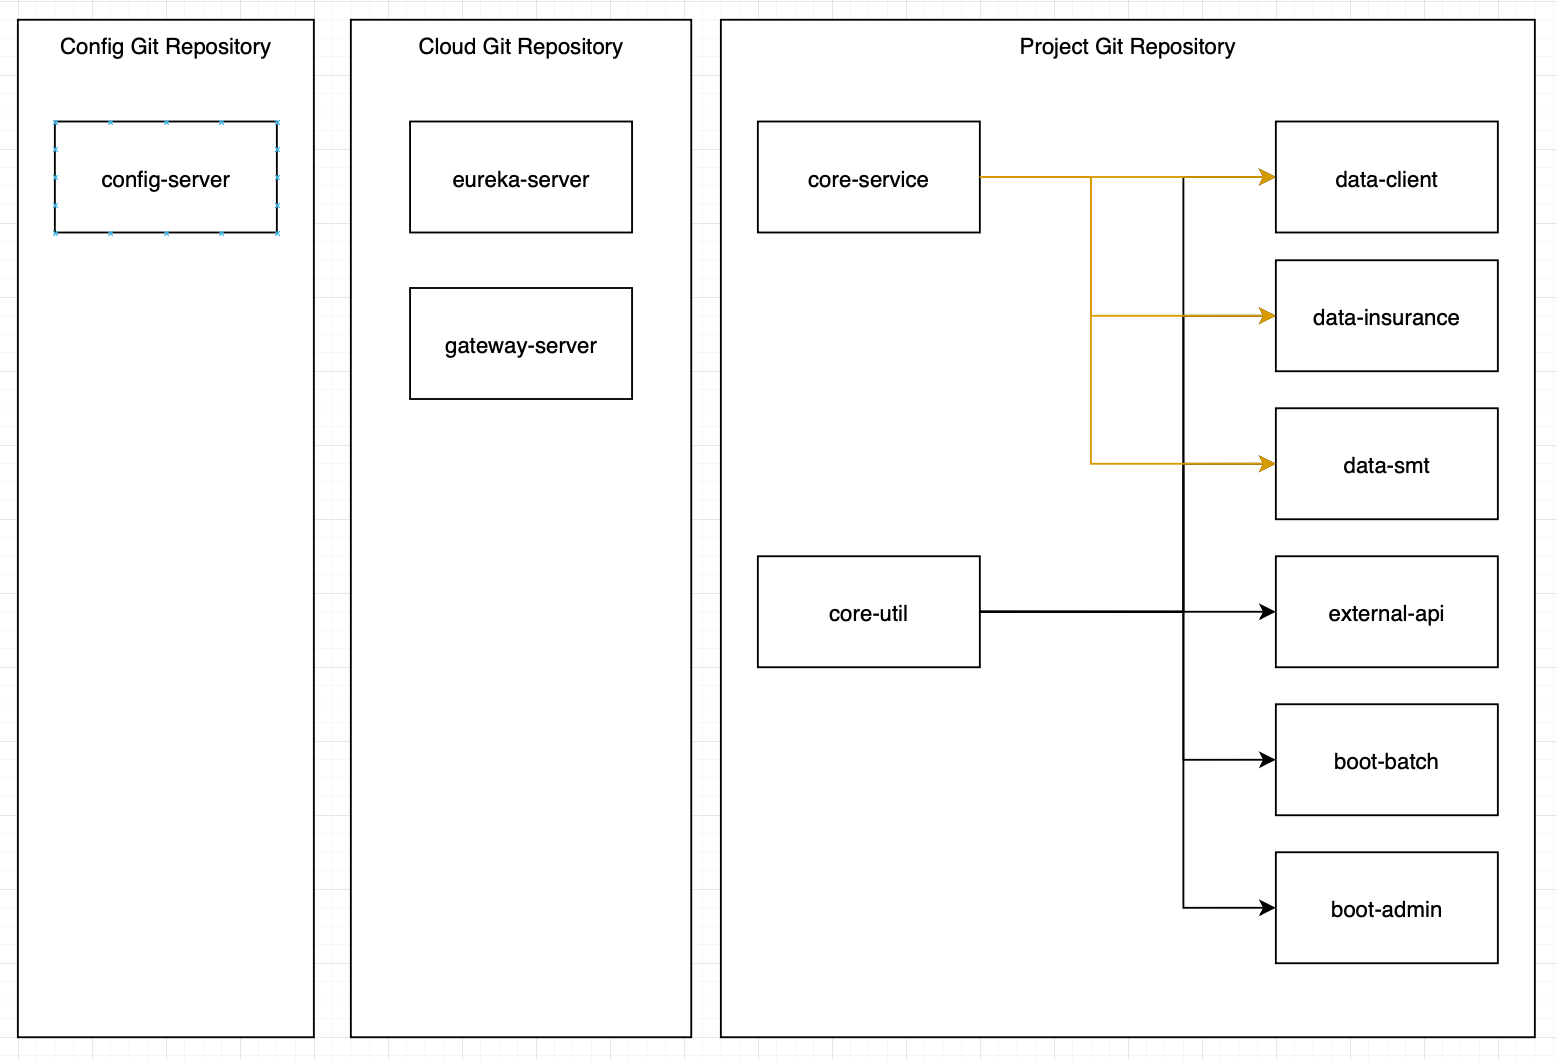 Config Git Repository
config-server
Cloud Git Repository
eureka-server
gateway-server
Project Git Repository
core-service
core-util
data-client
data-insurance
data-smt
external-api
boot-batch
boot-admin